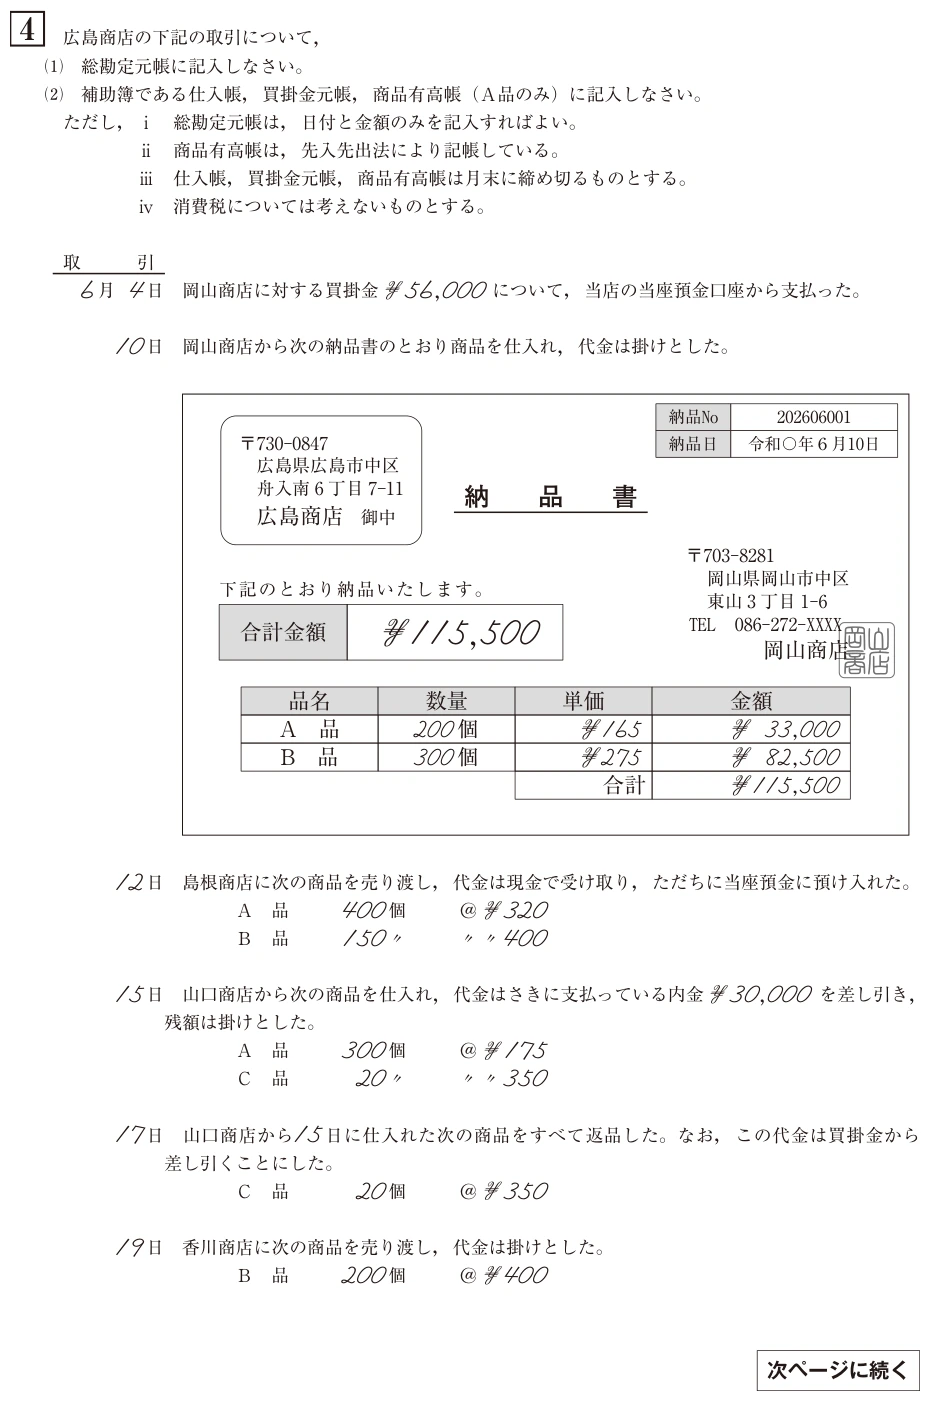 4 広島商店の下記の取引について，
⑴ 総勘定元帳に記入しなさい。
⑵ 補助簿である仕入帳，買掛金元帳，商品有高帳（A品のみ）に記入しなさい。
ただし， ⅰ 総勘定元帳は，日付と金額のみを記入すればよい。
ⅱ 商品有高帳は，先入先出法により記帳している。
ⅲ 仕入帳，買掛金元帳，商品有高帳は月末に締め切るものとする。
ⅳ 消費税については考えないものとする。
取 引
6月 4日 岡山商店に対する買掛金¥56,000について，当店の当座預金口座から支払った。
10日 岡山商店から次の納品書のとおり商品を仕入れ，代金は掛けとした。
納品No 202606001
納品日 令和○年6月10日
〒730-0847
広島県広島市中区
舟入南6丁目7-11
広島商店 御中
納 品 書
〒703-8281
岡山県岡山市中区
東山3丁目1-6
TEL 086-272-XXXX
岡山商店
岡山商店
下記のとおり納品いたします。
合計金額 ¥115,500
品名 数量 単価 金額
A 品 200個 ¥165 ¥ 33,000
B 品 300個 ¥275 ¥ 82,500
合計 ¥115,500
12日 島根商店に次の商品を売り渡し，代金は現金で受け取り，ただちに当座預金に預け入れた。
A 品 400個 @¥320
B 品 150〃 〃〃400
15日 山口商店から次の商品を仕入れ，代金はさきに支払っている内金¥30,000を差し引き，
残額は掛けとした。
A 品 300個 @¥175
C 品 20〃 〃〃350
17日 山口商店から15日に仕入れた次の商品をすべて返品した。なお，この代金は買掛金から
差し引くことにした。
C 品 20個 @¥350
19日 香川商店に次の商品を売り渡し，代金は掛けとした。
B 品 200個 @¥400
次ページに続く